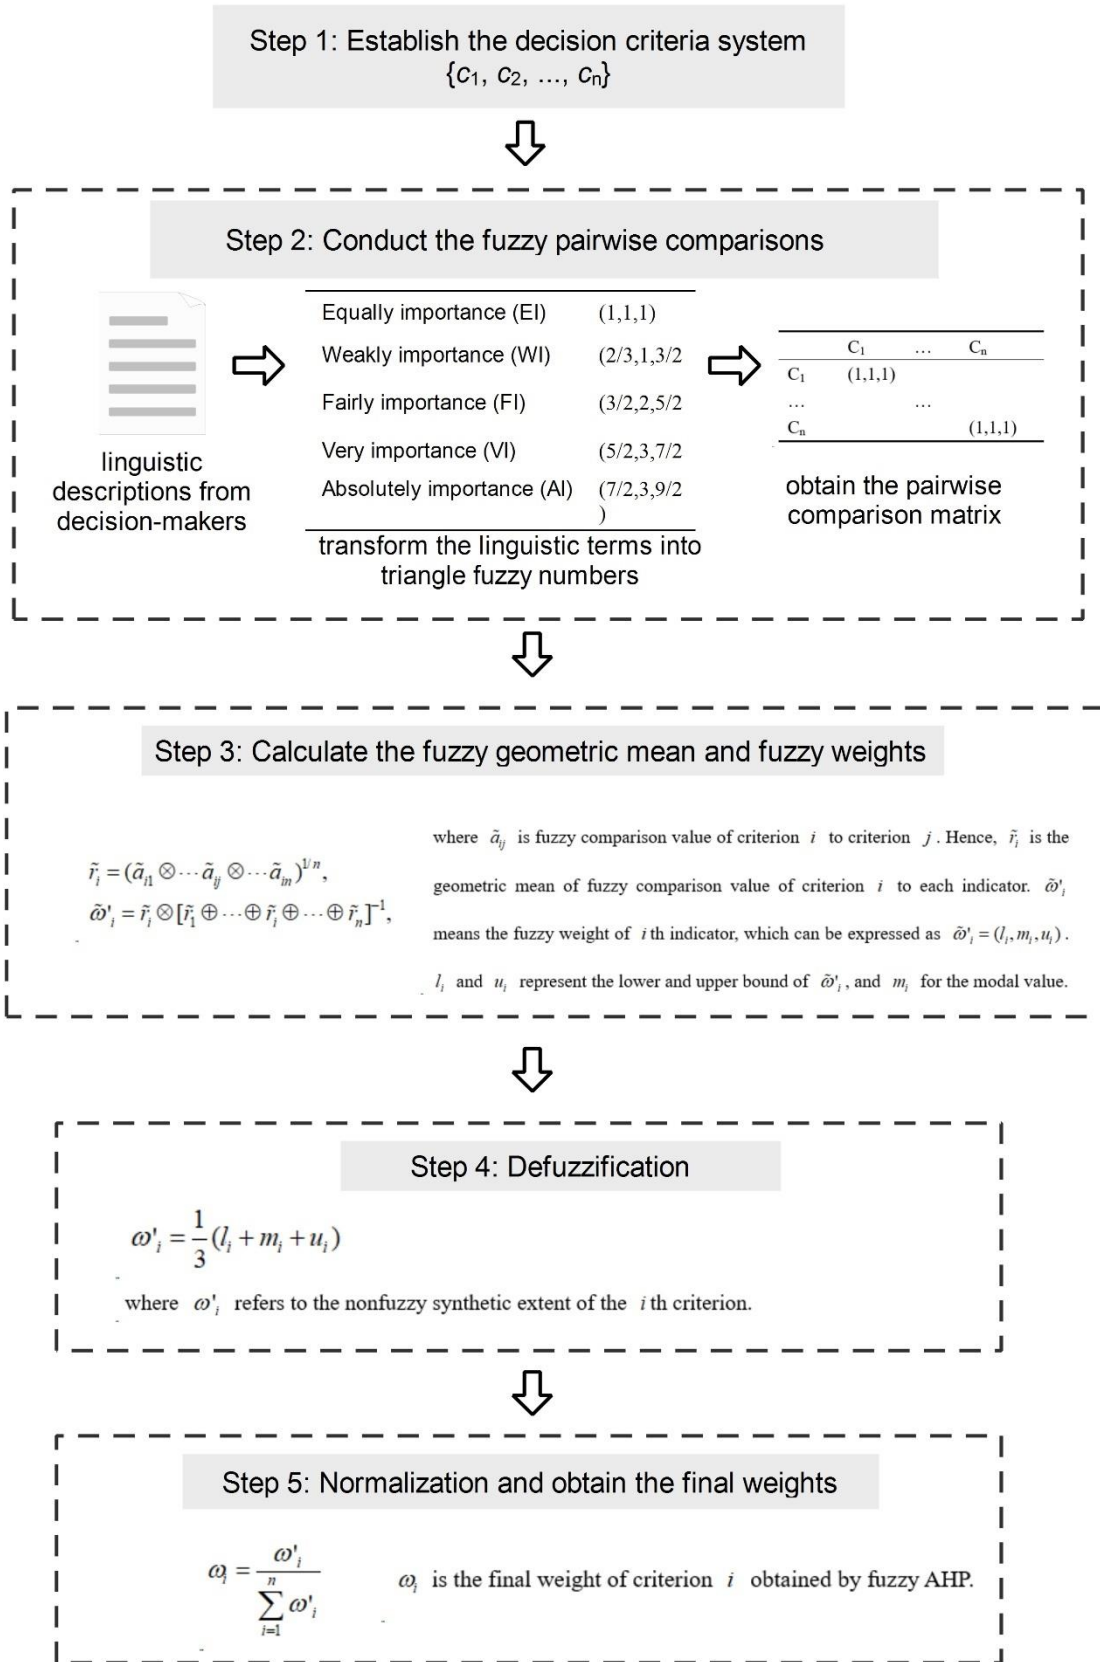 Step 1: Establish the decision criteria system
{c₁, c₂, ..., cₙ}
Step 2: Conduct the fuzzy pairwise comparisons
linguistic
descriptions from
decision-makers
Equally importance (EI) (1,1,1)
Weakly importance (WI) (2/3,1,3/2
Fairly importance (FI) (3/2,2,5/2
Very importance (VI) (5/2,3,7/2
Absolutely importance (AI) (7/2,3,9/2
)
transform the linguistic terms into
triangle fuzzy numbers
C₁ ... Cₙ
C₁ (1,1,1)
... ...
Cₙ (1,1,1)
obtain the pairwise
comparison matrix
Step 3: Calculate the fuzzy geometric mean and fuzzy weights
r̃ᵢ = (ãᵢ₁ ⊗ ⋯ ãᵢⱼ ⊗ ⋯ ãᵢₙ)^{1/n},
ω̃'ᵢ = r̃ᵢ ⊗ [r̃₁ ⊕ ⋯ ⊕ r̃ᵢ ⊕ ⋯ ⊕ r̃ₙ]⁻¹,
where ãᵢⱼ is fuzzy comparison value of criterion i to criterion j. Hence, r̃ᵢ is the
geometric mean of fuzzy comparison value of criterion i to each indicator. ω̃'ᵢ
means the fuzzy weight of i th indicator, which can be expressed as ω̃'ᵢ = (lᵢ, mᵢ, uᵢ).
lᵢ and uᵢ represent the lower and upper bound of ω̃'ᵢ, and mᵢ for the modal value.
Step 4: Defuzzification
ω'ᵢ = 1/3 (lᵢ + mᵢ + uᵢ)
where ω'ᵢ refers to the nonfuzzy synthetic extent of the i th criterion.
Step 5: Normalization and obtain the final weights
ωᵢ = ω'ᵢ / ∑_{i=1}^{n} ω'ᵢ
ωᵢ is the final weight of criterion i obtained by fuzzy AHP.